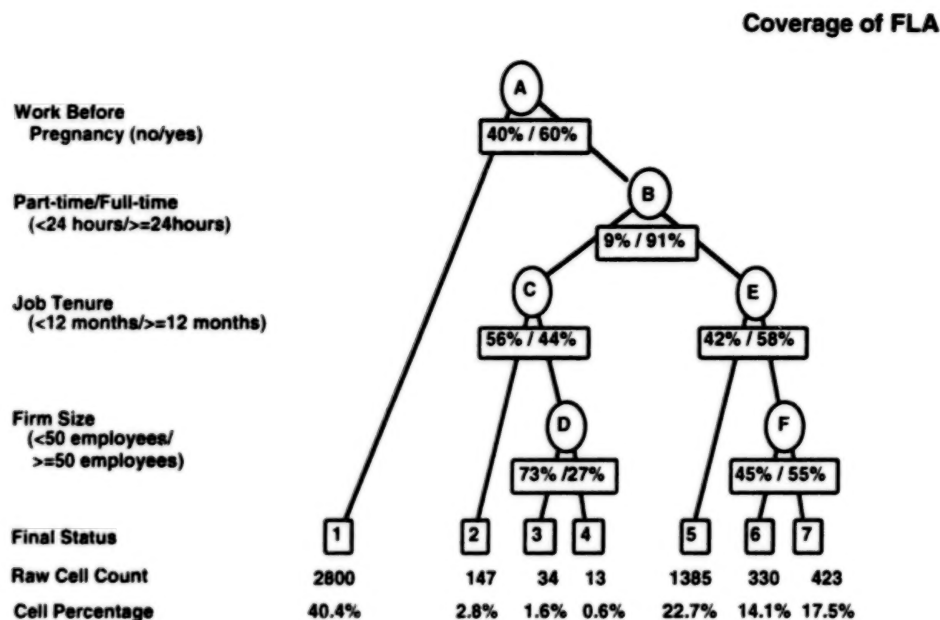 Coverage of FLA
A
Work Before
Pregnancy (no/yes)
40% / 60%
B
Part-time/Full-time
(<24 hours/>=24hours)
9% / 91%
C
E
Job Tenure
(<12 months/>=12 months)
56% / 44%
42% / 58%
D
F
Firm Size
(<50 employees/
>=50 employees)
73% /27%
45% / 55%
Final Status
1 2 3 4 5 6 7
Raw Cell Count 2800 147 34 13 1385 330 423
Cell Percentage 40.4% 2.8% 1.6% 0.6% 22.7% 14.1% 17.5%